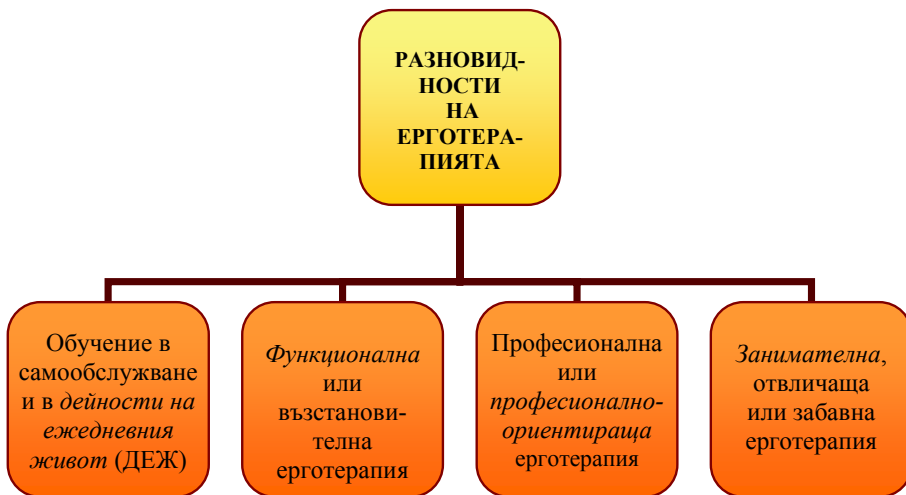 РАЗНОВИД-
НОСТИ
НА
ЕРГОТЕРА-
ПИЯТА
Обучение в
самообслужване
и в дейности на
ежедневния
живот (ДЕЖ)
Функционална
или
възстанови-
телна
ерготерапия
Професионална
или
професионално-
ориентираща
ерготерапия
Занимателна,
отвличаща
или забавна
ерготерапия